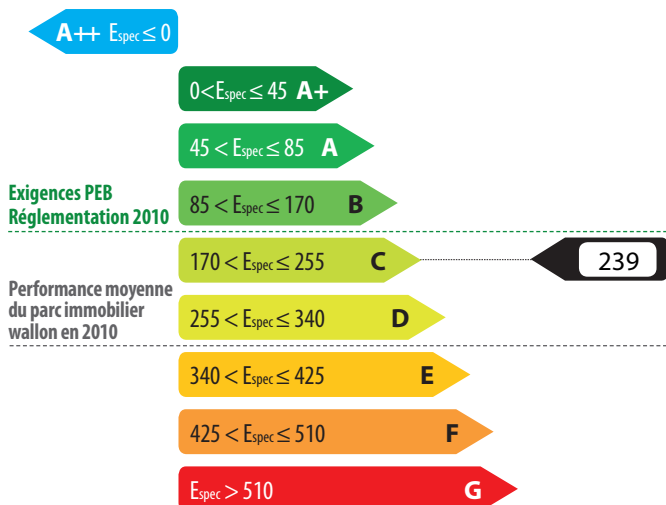 A++ Espec ≤ 0
0<Espec ≤ 45 A+
45 < Espec ≤ 85 A
Exigences PEB
Réglementation 2010
85 < Espec ≤ 170 B
170 < Espec ≤ 255 C
239
Performance moyenne
du parc immobilier
wallon en 2010
255 < Espec ≤ 340 D
340 < Espec ≤ 425 E
425 < Espec ≤ 510 F
Espec > 510 G